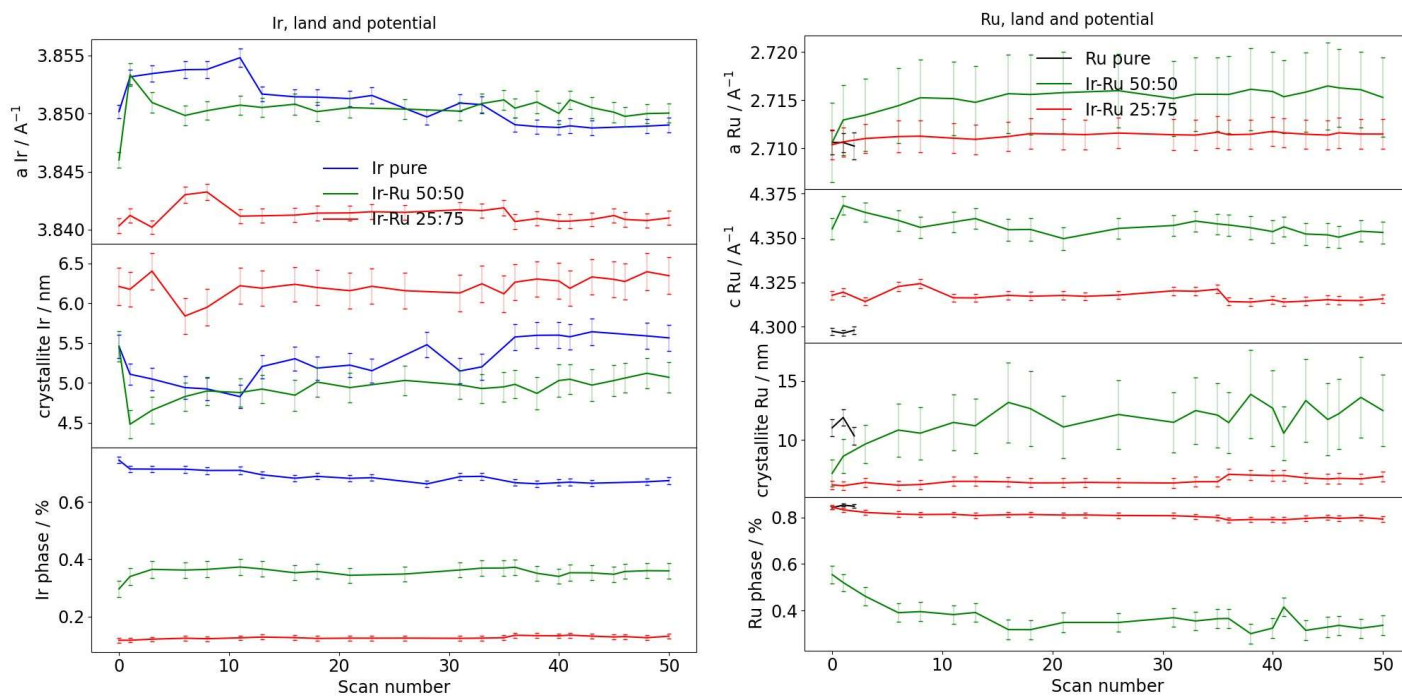 Ir, land and potential
3.855
3.850
3.845
3.840
a Ir / A⁻¹
Ir pure
Ir-Ru 50:50
Ir-Ru 25:75
6.5
6.0
5.5
5.0
4.5
crystallite Ir / nm
0.6
0.4
0.2
Ir phase / %
0 10 20 30 40 50
Scan number
Ru, land and potential
2.720
2.715
2.710
a Ru / A⁻¹
Ru pure
Ir-Ru 50:50
Ir-Ru 25:75
4.375
4.350
4.325
4.300
c Ru / A⁻¹
15
10
crystallite Ru / nm
0.8
0.6
0.4
Ru phase / %
0 10 20 30 40 50
Scan number